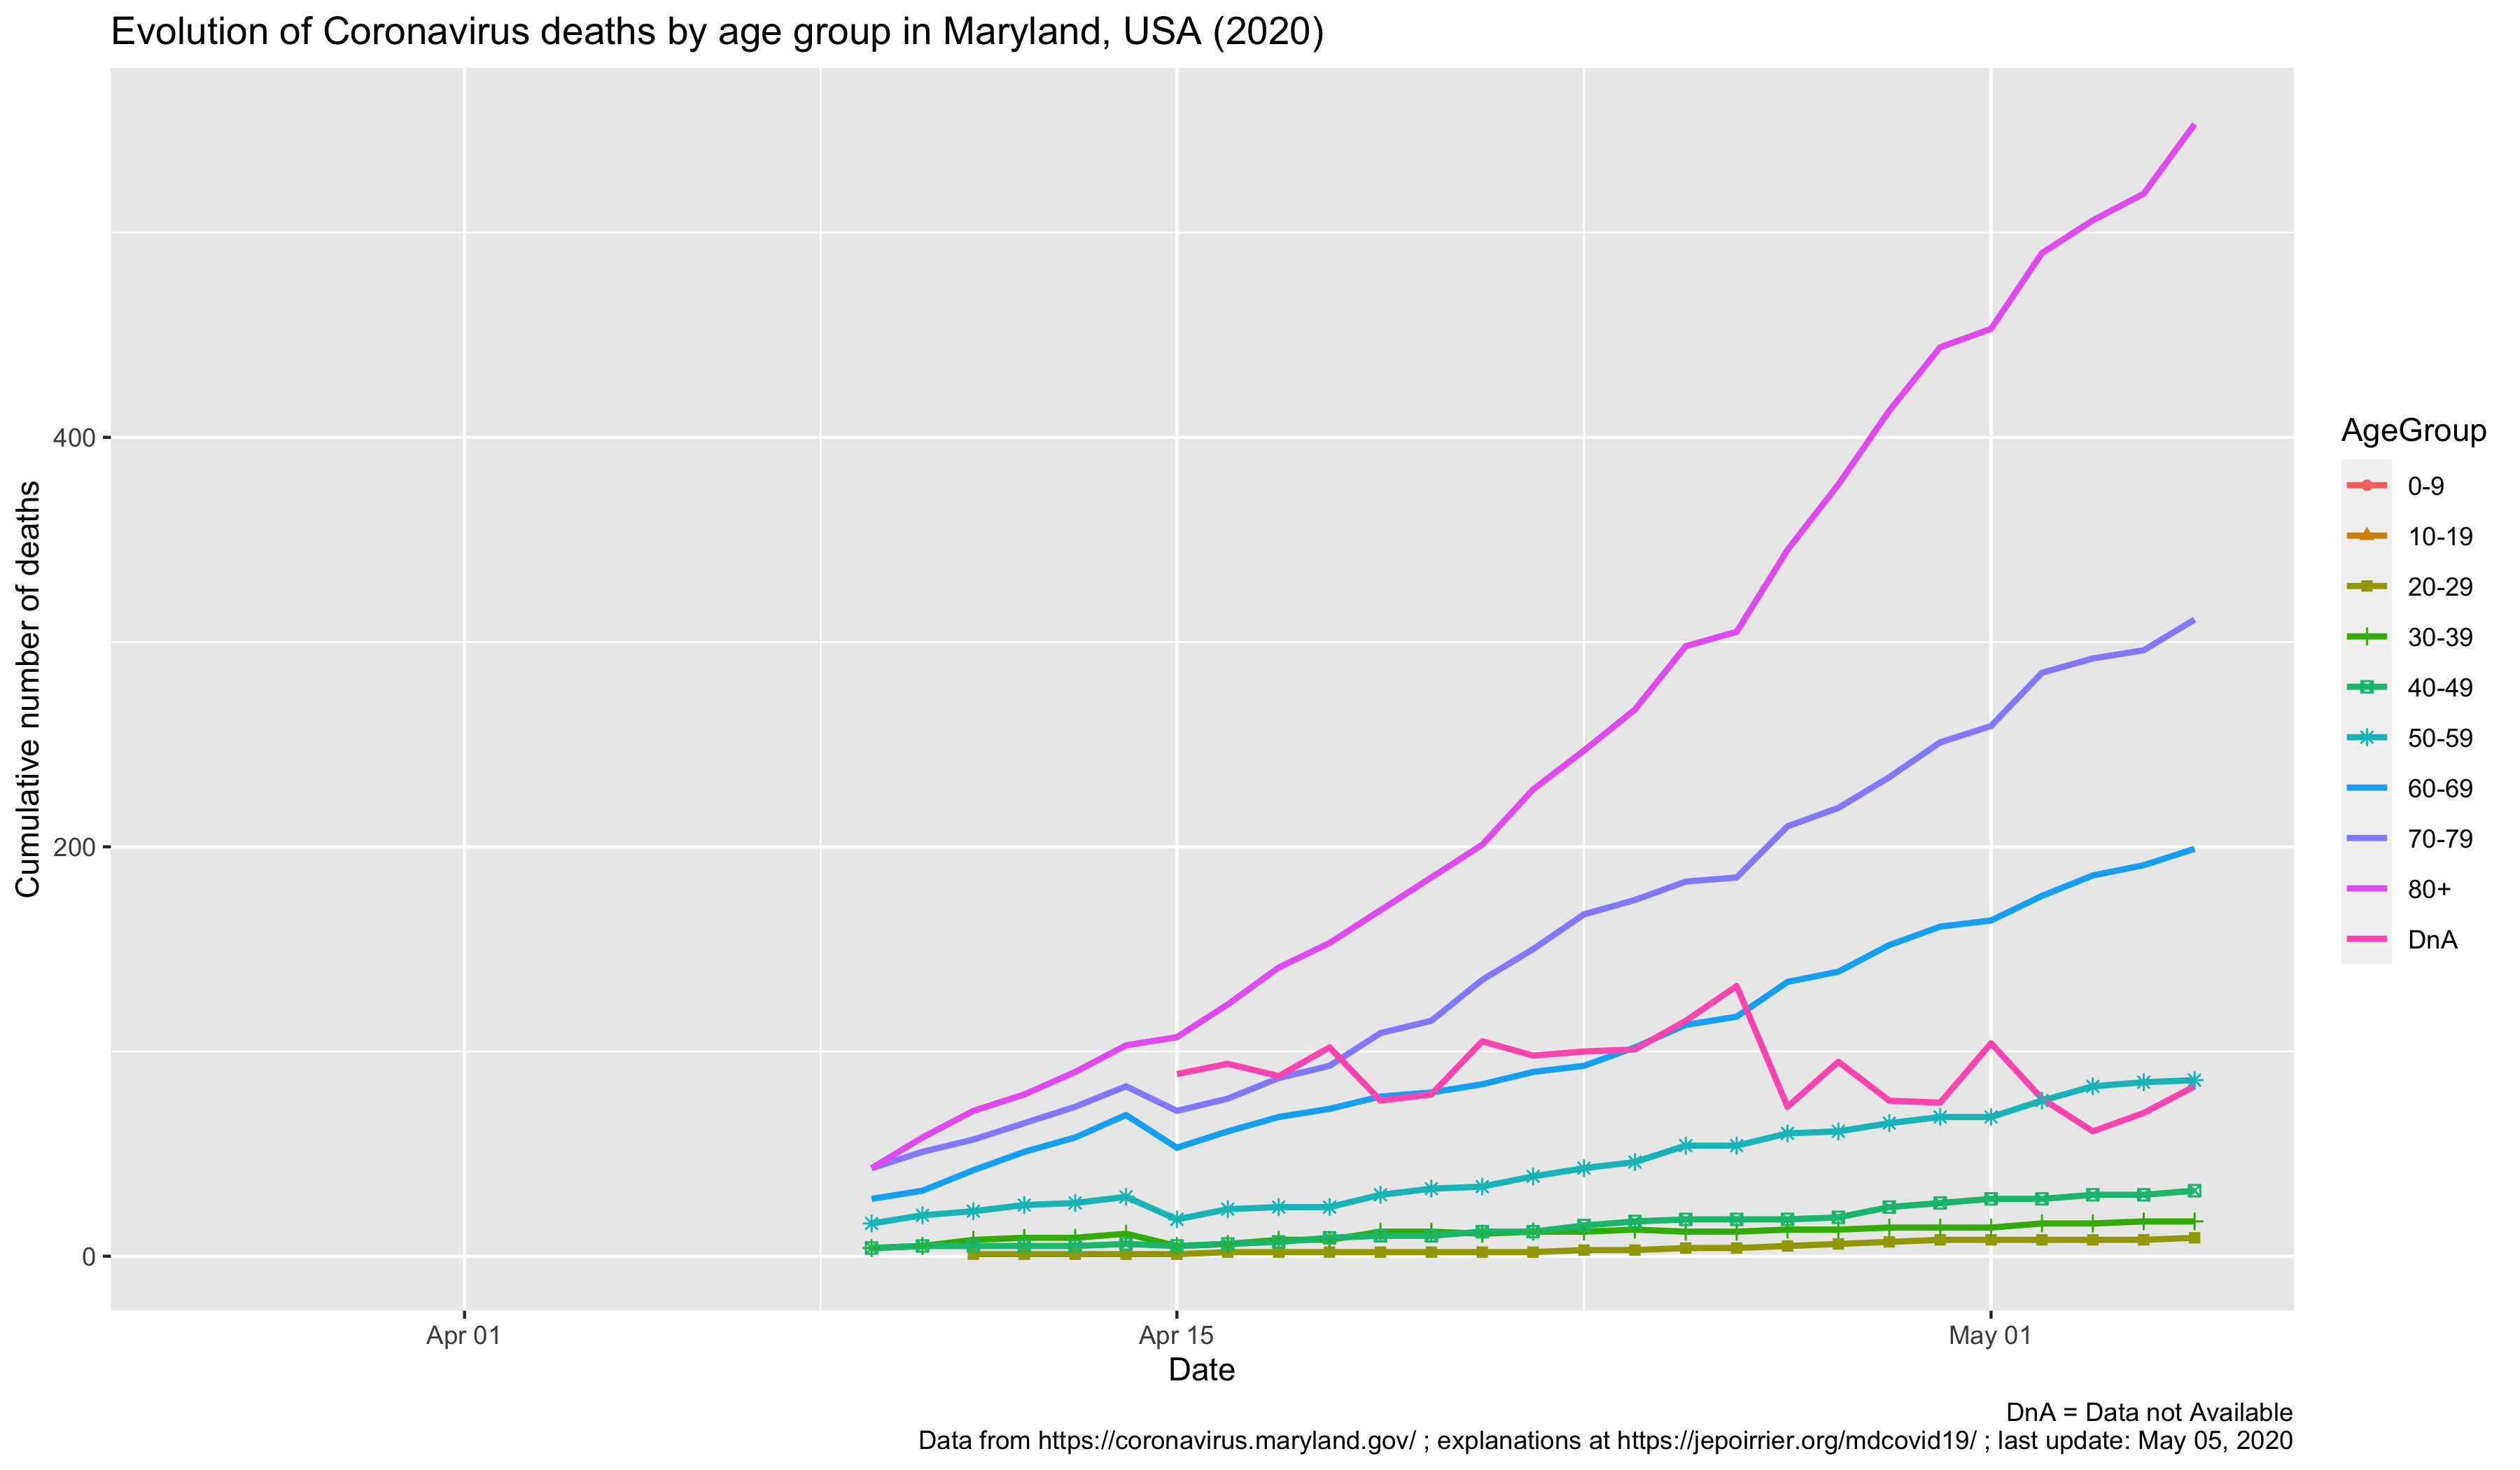 Evolution of Coronavirus deaths by age group in Maryland, USA (2020)
Cumulative number of deaths
400
200
0
Apr 01
Apr 15
May 01
Date
AgeGroup
0-9
10-19
20-29
30-39
40-49
50-59
60-69
70-79
80+
DnA
DnA = Data not Available
Data from https://coronavirus.maryland.gov/ ; explanations at https://jepoirrier.org/mdcovid19/ ; last update: May 05, 2020